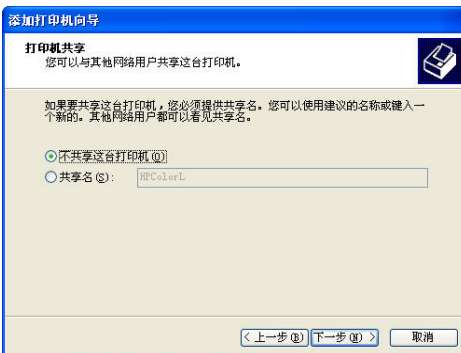 添加打印机向导
打印机共享
您可以与其他网络用户共享这台打印机。
如果要共享这台打印机，您必须提供共享名。您可以使用建议的名称或键入一
个新的。其他网络用户都可以看见共享名。
不共享这台打印机(O)
共享名(S): HPColorL
<上一步(B) 下一步(N)> 取消